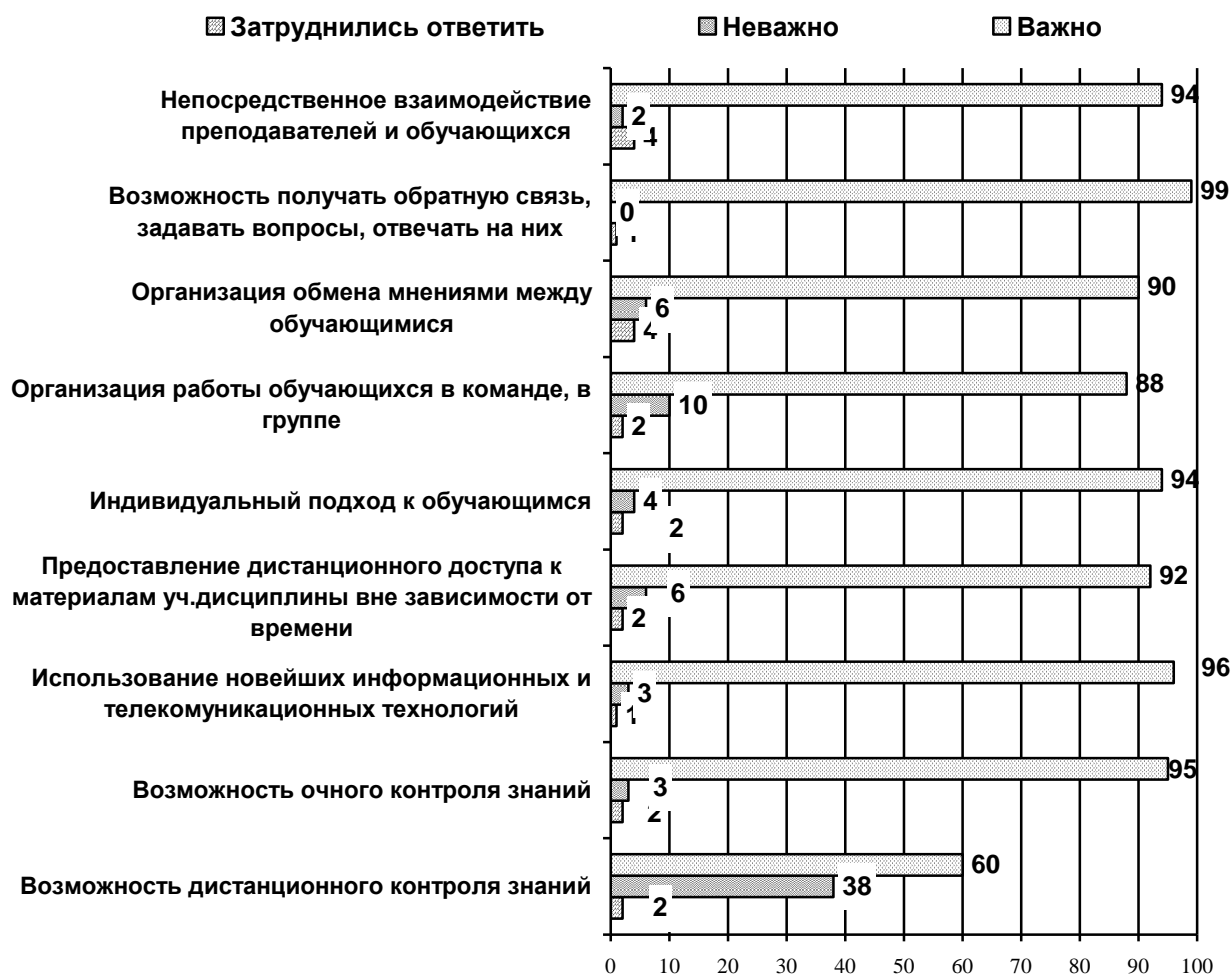 Затруднились ответить Неважно Важно
Непосредственное взаимодействие
преподавателей и обучающихся
94
2
4
Возможность получать обратную связь,
задавать вопросы, отвечать на них
99
0
Организация обмена мнениями между
обучающимися
90
6
4
Организация работы обучающихся в команде, в
группе
88
10
2
Индивидуальный подход к обучающимся
94
4
2
Предоставление дистанционного доступа к
материалам уч.дисциплины вне зависимости от
времени
92
6
2
Использование новейших информационных и
телекомуникационных технологий
96
3
1
Возможность очного контроля знаний
95
3
2
Возможность дистанционного контроля знаний
60
38
2
0 10 20 30 40 50 60 70 80 90 100